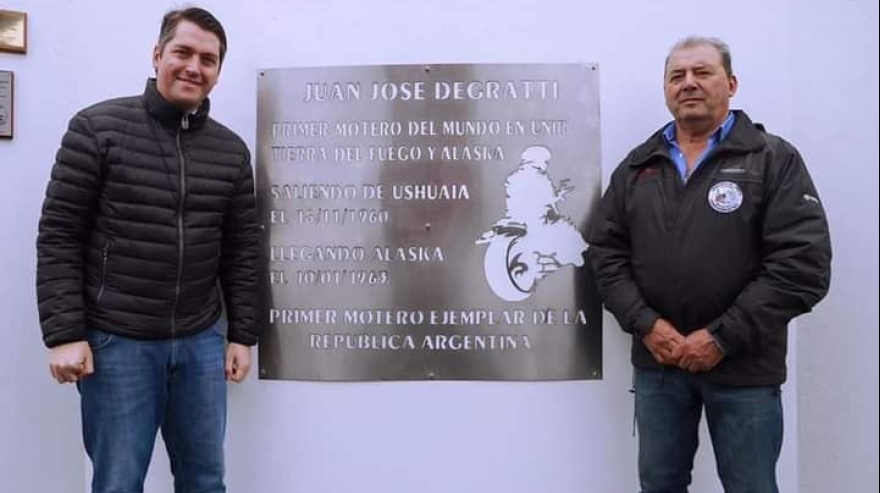 JUAN JOSE DEGRATTI
PRIMER MOTERO DEL MUNDO EN UNIR
TIERRA DEL FUEGO Y ALASKA
SALIENDO DE USHUAIA
EL 15/11/1960
LLEGANDO ALASKA
EL 10/01/1965
PRIMER MOTERO EJEMPLAR DE LA
REPUBLICA ARGENTINA